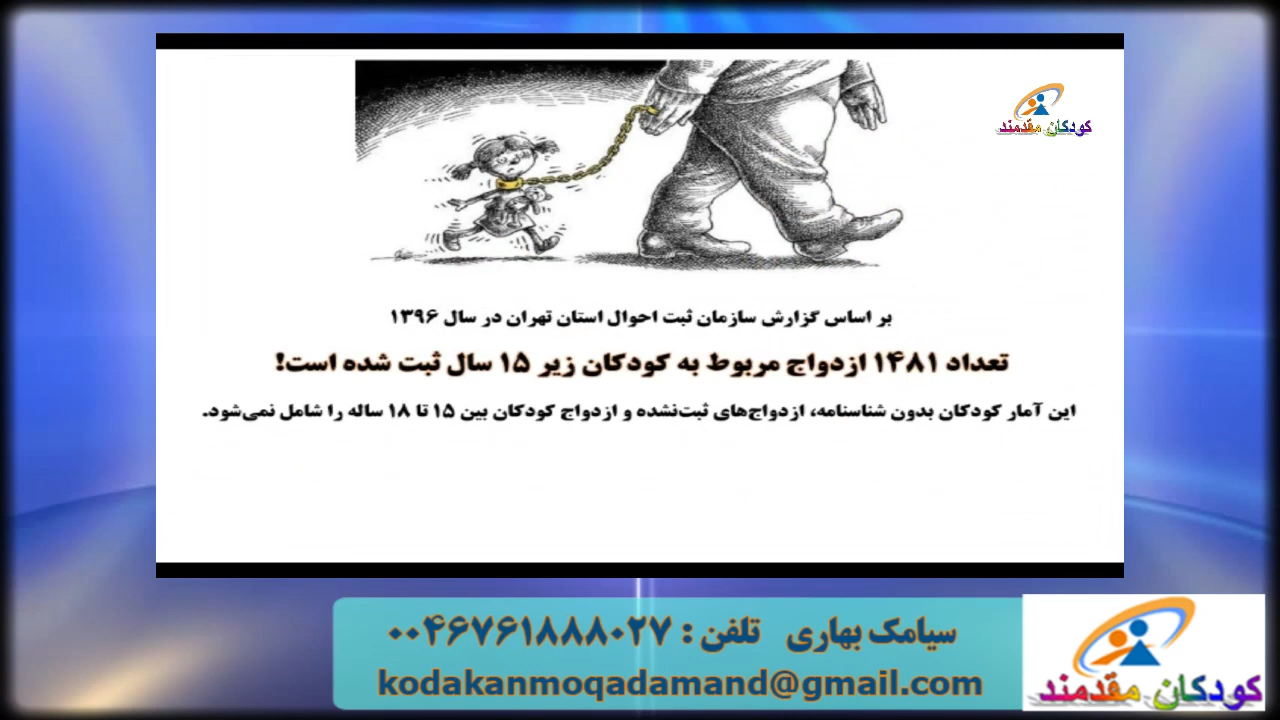 کودکان مقدمند
بر اساس گزارش سازمان ثبت احوال استان تهران در سال ۱۳۹۶
تعداد ۱۴۸۱ ازدواج مربوط به کودکان زیر ۱۵ سال ثبت شده است!
این آمار کودکان بدون شناسنامه، ازدواج‌های ثبت‌نشده و ازدواج کودکان بین ۱۵ تا ۱۸ ساله را شامل نمی‌شود.
سیامک بهاری تلفن : ۰۰۴۶۷۶۱۸۸۸۰۲۷
kodakanmoqadamand@gmail.com
کودکان مقدمند